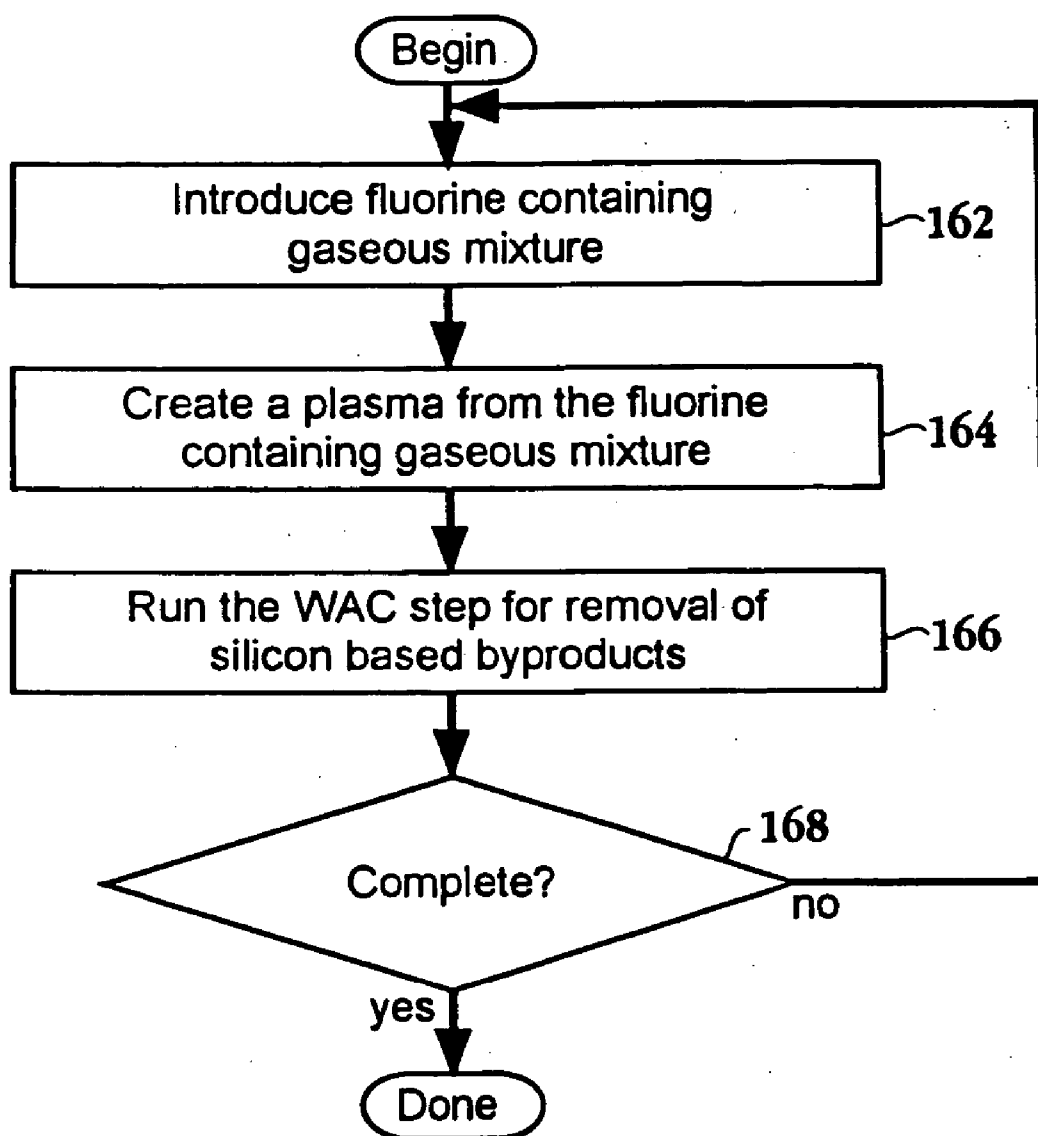 Begin
Introduce fluorine containing
gaseous mixture
162
Create a plasma from the fluorine
containing gaseous mixture
164
Run the WAC step for removal of
silicon based byproducts
166
168
Complete?
no
yes
Done